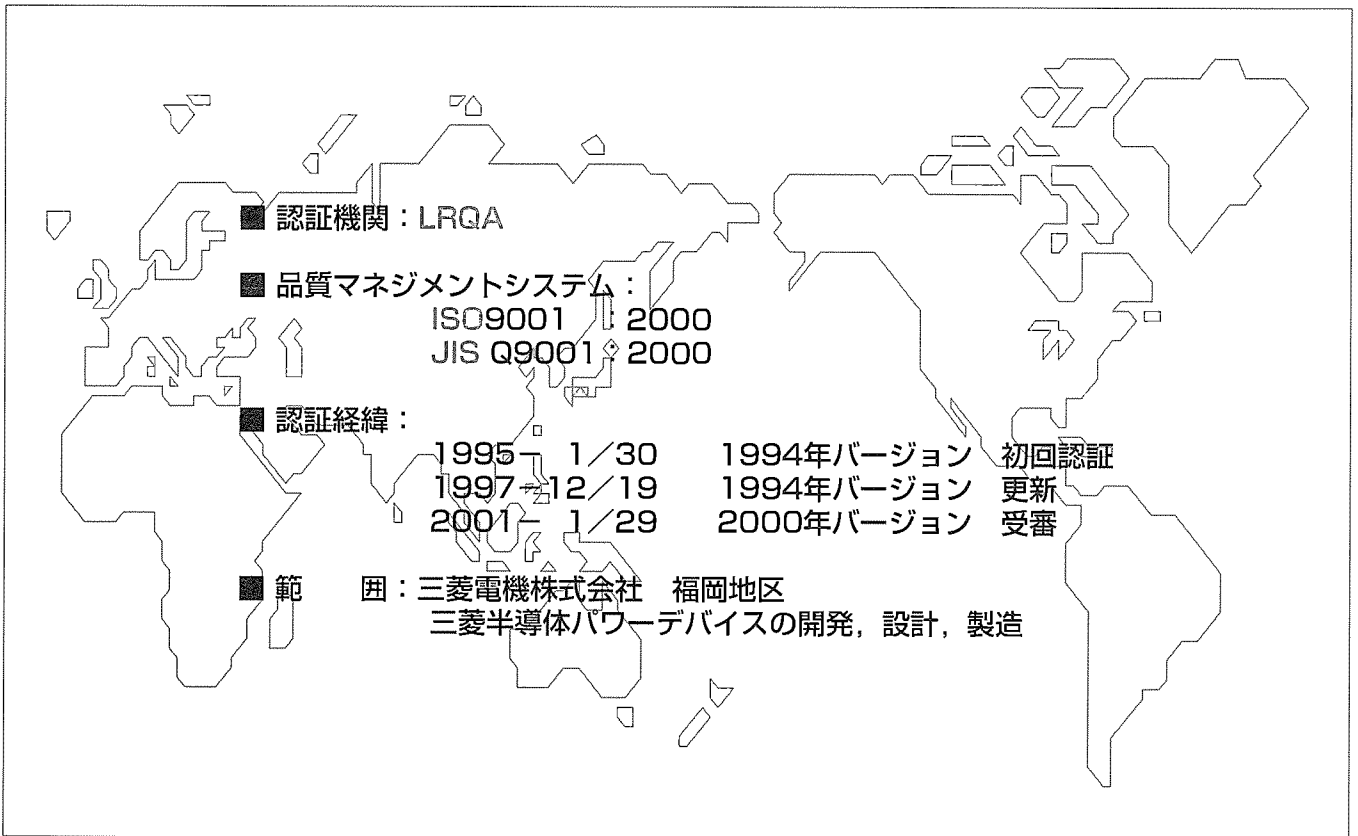 ■ 認証機関：LRQA
■ 品質マネジメントシステム：
ISO9001 ：2000
JIS Q9001：2000
■ 認証経緯：
1995－ 1／30 1994年バージョン 初回認証
1997－12／19 1994年バージョン 更新
2001－ 1／29 2000年バージョン 受審
■ 範 囲：三菱電機株式会社 福岡地区
三菱半導体パワーデバイスの開発，設計，製造